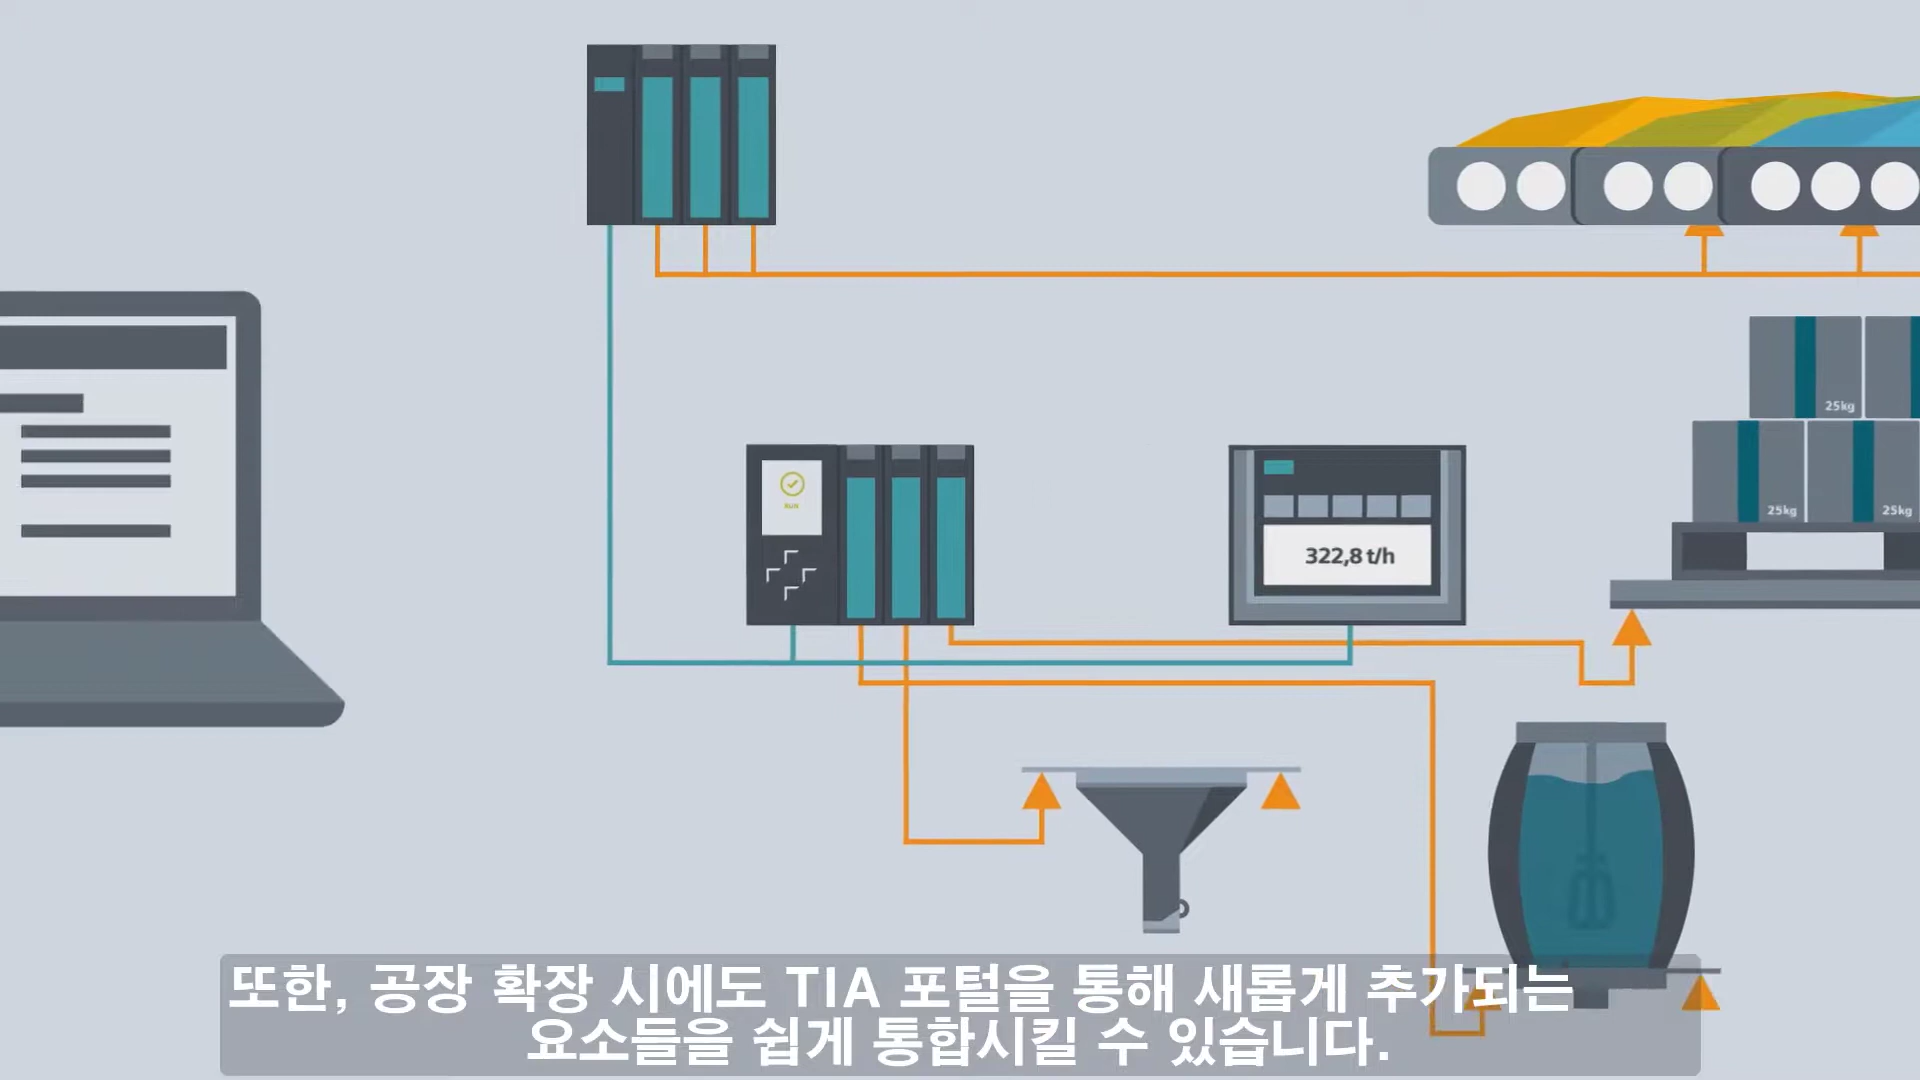 25kg
RUN
322,8 t/h
25kg
25kg
또한, 공장 확장 시에도 TIA 포털을 통해 새롭게 추가되는
요소들을 쉽게 통합시킬 수 있습니다.